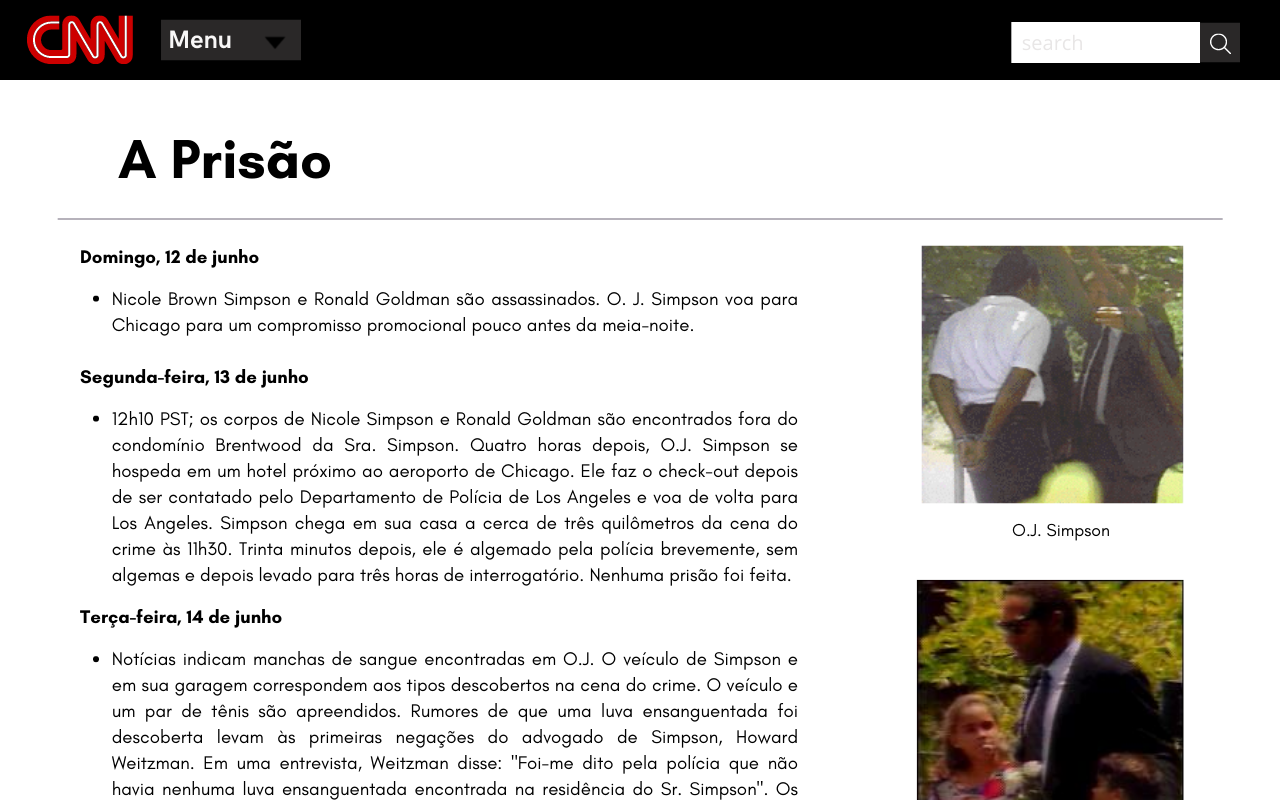 CNN
Menu
search
A Prisão
Domingo, 12 de junho
• Nicole Brown Simpson e Ronald Goldman são assassinados. O. J. Simpson voa para
Chicago para um compromisso promocional pouco antes da meia-noite.
Segunda-feira, 13 de junho
• 12h10 PST; os corpos de Nicole Simpson e Ronald Goldman são encontrados fora do
condomínio Brentwood da Sra. Simpson. Quatro horas depois, O.J. Simpson se
hospeda em um hotel próximo ao aeroporto de Chicago. Ele faz o check-out depois
de ser contatado pelo Departamento de Polícia de Los Angeles e voa de volta para
Los Angeles. Simpson chega em sua casa a cerca de três quilômetros da cena do
crime às 11h30. Trinta minutos depois, ele é algemado pela polícia brevemente, sem
algemas e depois levado para três horas de interrogatório. Nenhuma prisão foi feita.
Terça-feira, 14 de junho
• Notícias indicam manchas de sangue encontradas em O.J. O veículo de Simpson e
em sua garagem correspondem aos tipos descobertos na cena do crime. O veículo e
um par de tênis são apreendidos. Rumores de que uma luva ensanguentada foi
descoberta levam às primeiras negações do advogado de Simpson, Howard
Weitzman. Em uma entrevista, Weitzman disse: "Foi-me dito pela polícia que não
havia nenhuma luva ensanguentada encontrada na residência do Sr. Simpson". Os
O.J. Simpson